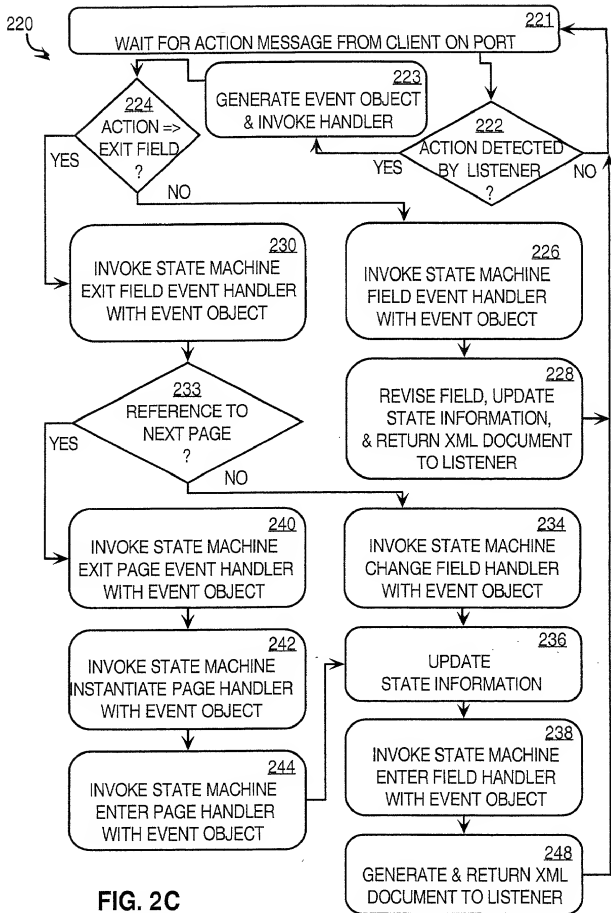 220
221
WAIT FOR ACTION MESSAGE FROM CLIENT ON PORT
223
GENERATE EVENT OBJECT
& INVOKE HANDLER
224
ACTION =>
EXIT FIELD
?
YES
NO
222
ACTION DETECTED
BY LISTENER
?
YES
NO
230
INVOKE STATE MACHINE
EXIT FIELD EVENT HANDLER
WITH EVENT OBJECT
226
INVOKE STATE MACHINE
FIELD EVENT HANDLER
WITH EVENT OBJECT
233
REFERENCE TO
NEXT PAGE
?
YES
NO
228
REVISE FIELD, UPDATE
STATE INFORMATION,
& RETURN XML DOCUMENT
TO LISTENER
240
INVOKE STATE MACHINE
EXIT PAGE EVENT HANDLER
WITH EVENT OBJECT
234
INVOKE STATE MACHINE
CHANGE FIELD HANDLER
WITH EVENT OBJECT
242
INVOKE STATE MACHINE
INSTANTIATE PAGE HANDLER
WITH EVENT OBJECT
236
UPDATE
STATE INFORMATION
244
INVOKE STATE MACHINE
ENTER PAGE HANDLER
WITH EVENT OBJECT
238
INVOKE STATE MACHINE
ENTER FIELD HANDLER
WITH EVENT OBJECT
248
GENERATE & RETURN XML
DOCUMENT TO LISTENER
FIG. 2C